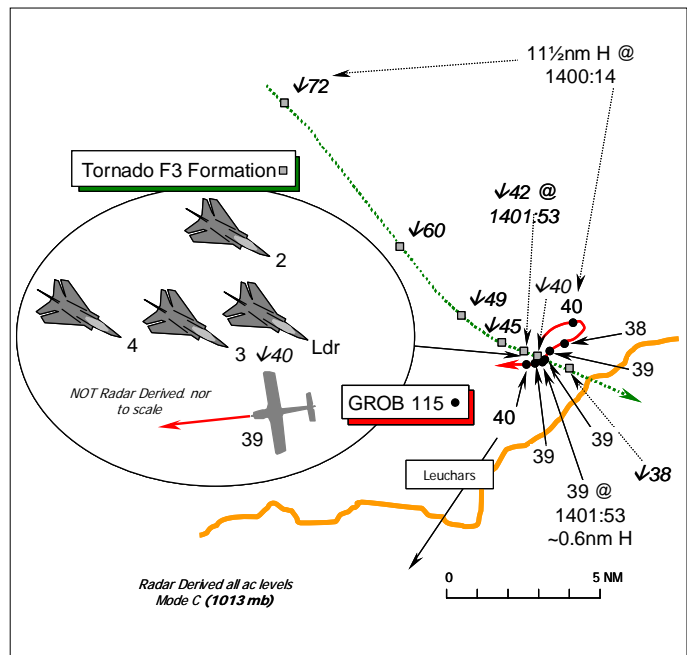 11½nm H @
1400:14
↓72
Tornado F3 Formation
↓42 @
1401:53
↓60
↓40
2
↓49
40
↓45
38
4
3
Ldr
↓40
39
NOT Radar Derived. nor
to scale
GROB 115
39
40
39
39
↓38
Leuchars
39 @
1401:53
~0.6nm H
Radar Derived all ac levels
Mode C (1013 mb)
0
5 NM